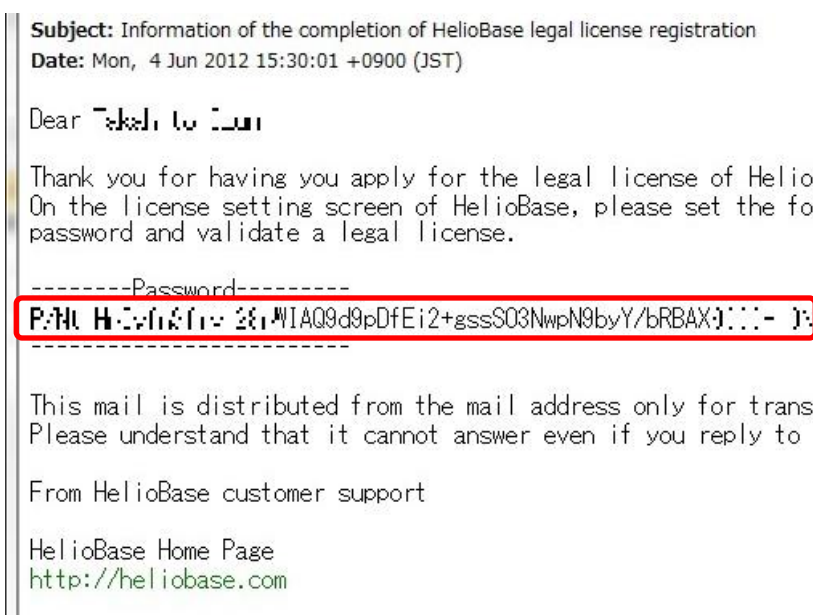 Subject: Information of the completion of HelioBase legal license registration
Date: Mon, 4 Jun 2012 15:30:01 +0900 (JST)
Dear
Thank you for having you apply for the legal license of Helio
On the license setting screen of HelioBase, please set the fo
password and validate a legal license.
--------Password---------
WIAQ9d9pDfEi2+gssSO3NwpN9byY/bRBAX
-------------------------
This mail is distributed from the mail address only for trans
Please understand that it cannot answer even if you reply to
From HelioBase customer support
HelioBase Home Page
http://heliobase.com